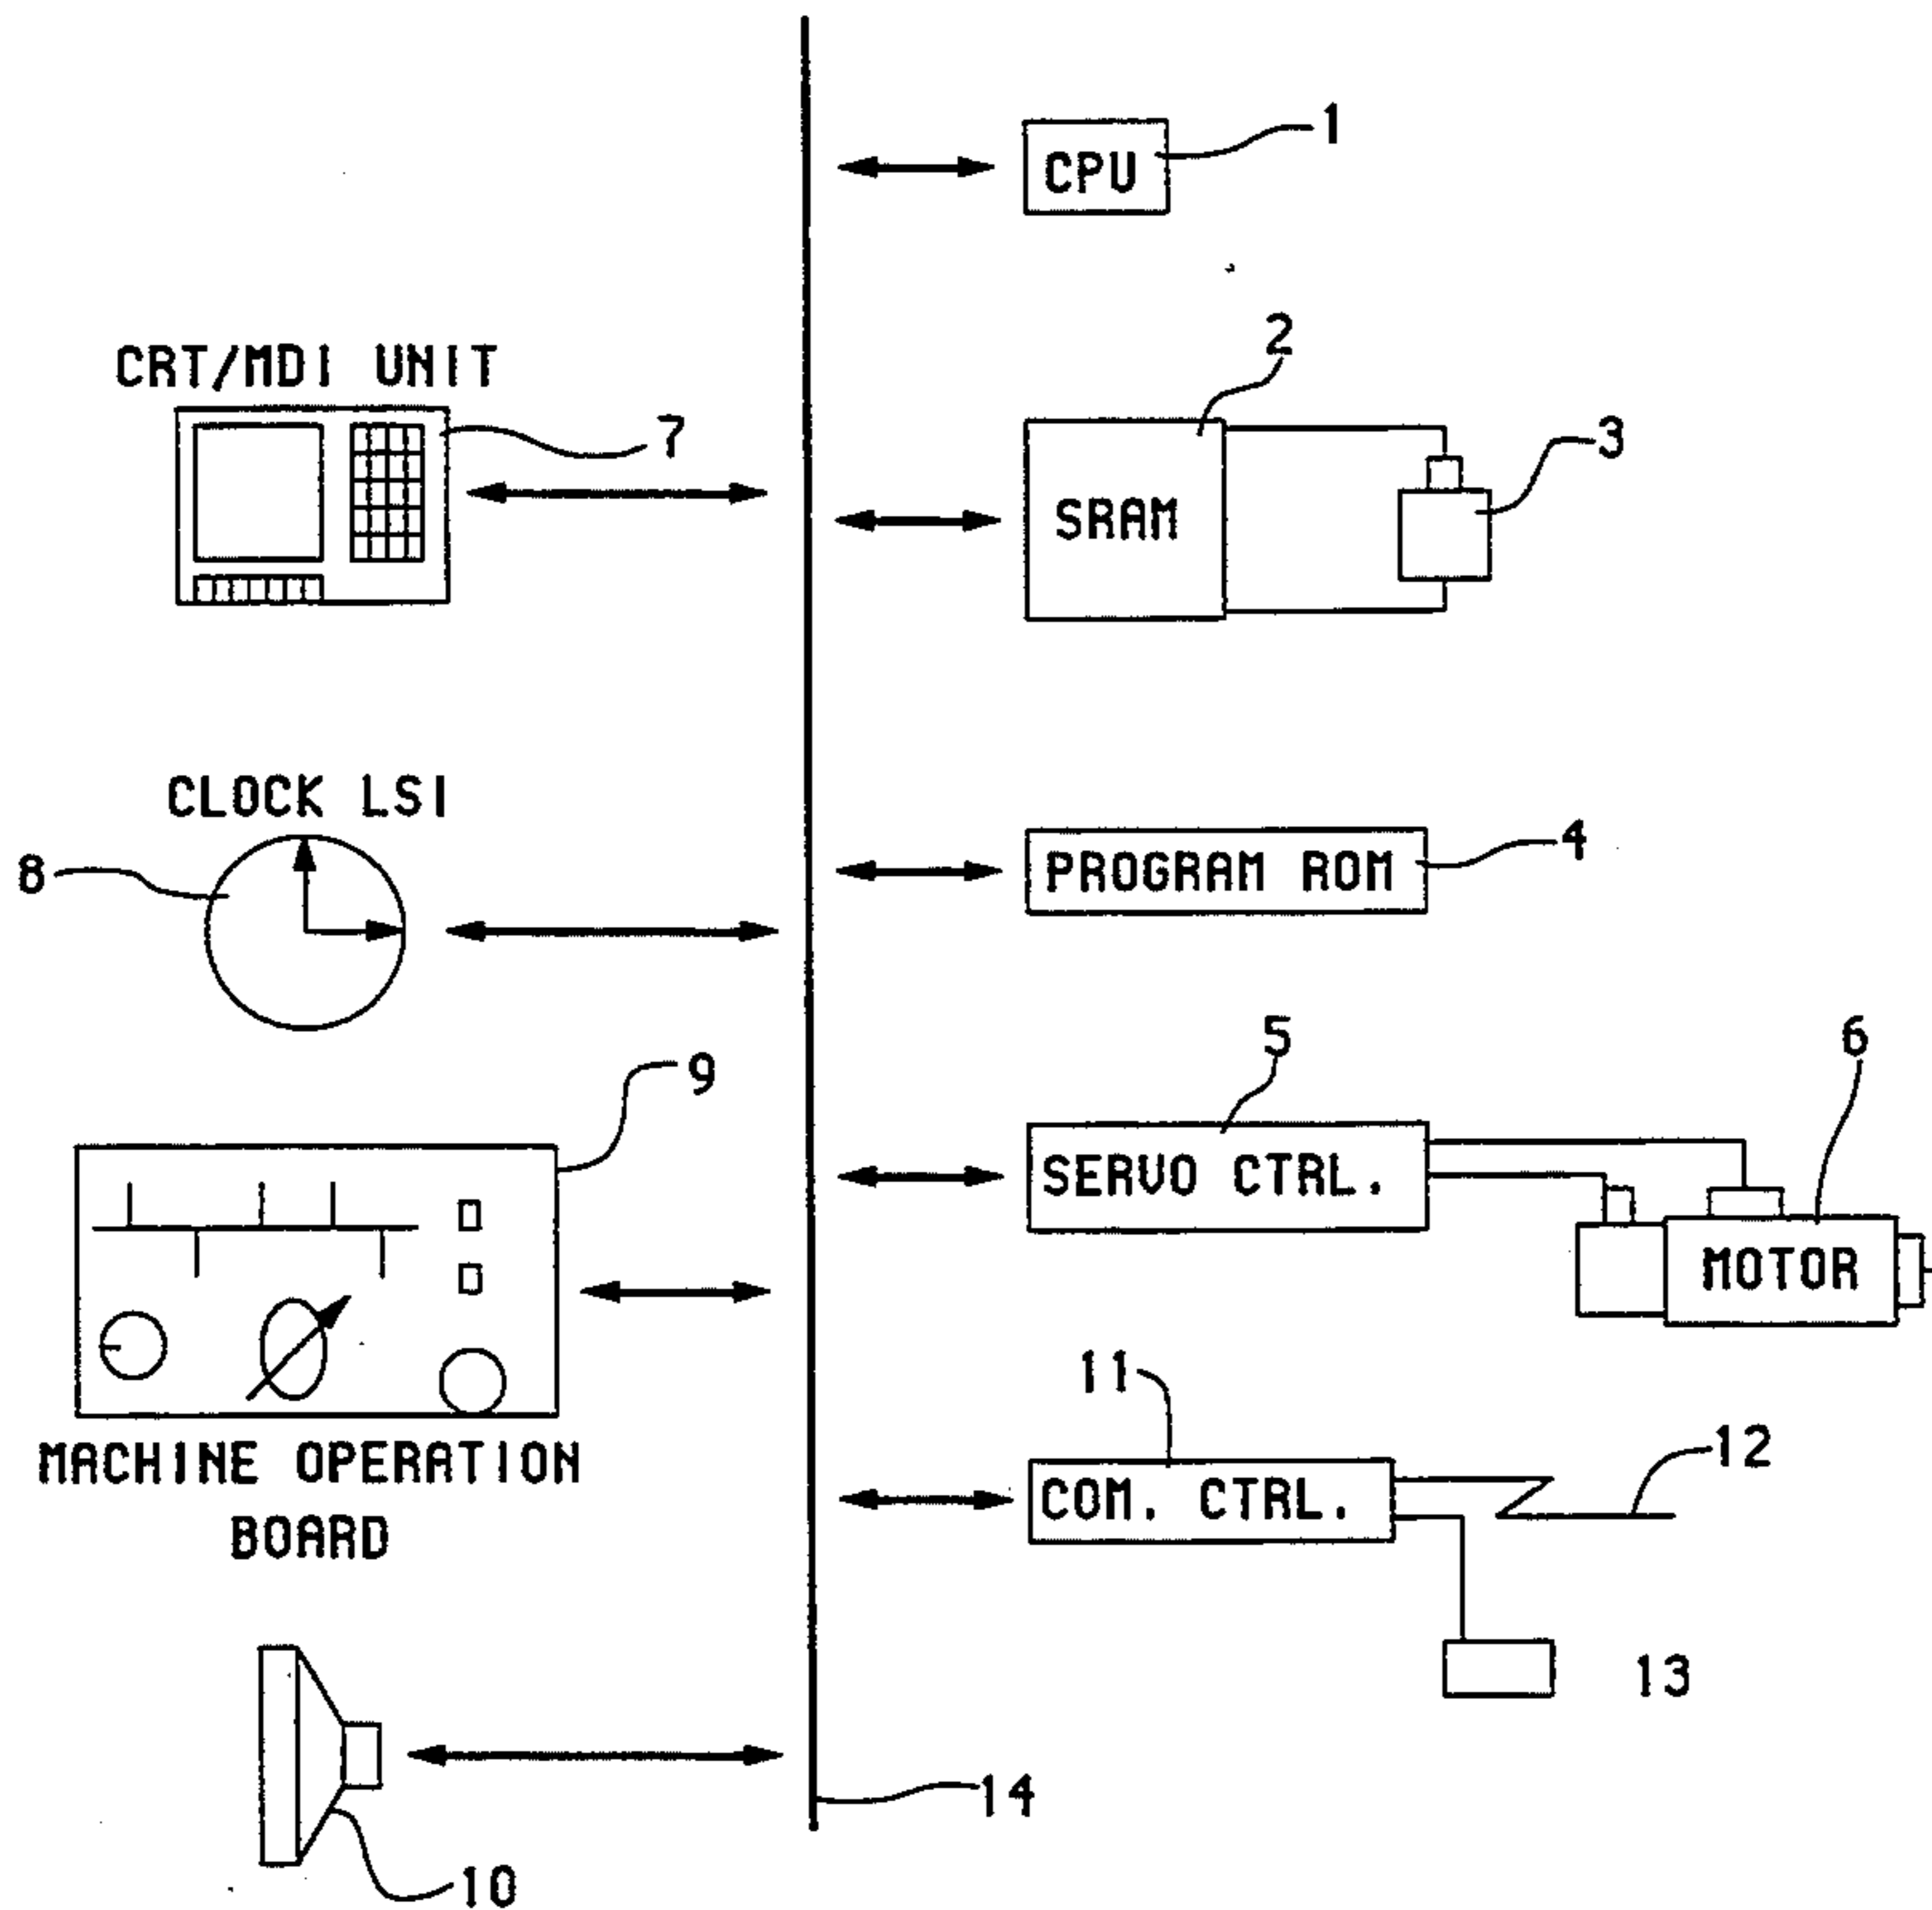 1
CPU
2
CRT/MDI UNIT
7
3
SRAM
CLOCK LSI
8
4
PROGRAM ROM
5
6
9
SERVO CTRL.
MOTOR
11
12
COM. CTRL.
MACHINE OPERATION
BOARD
13
14
10